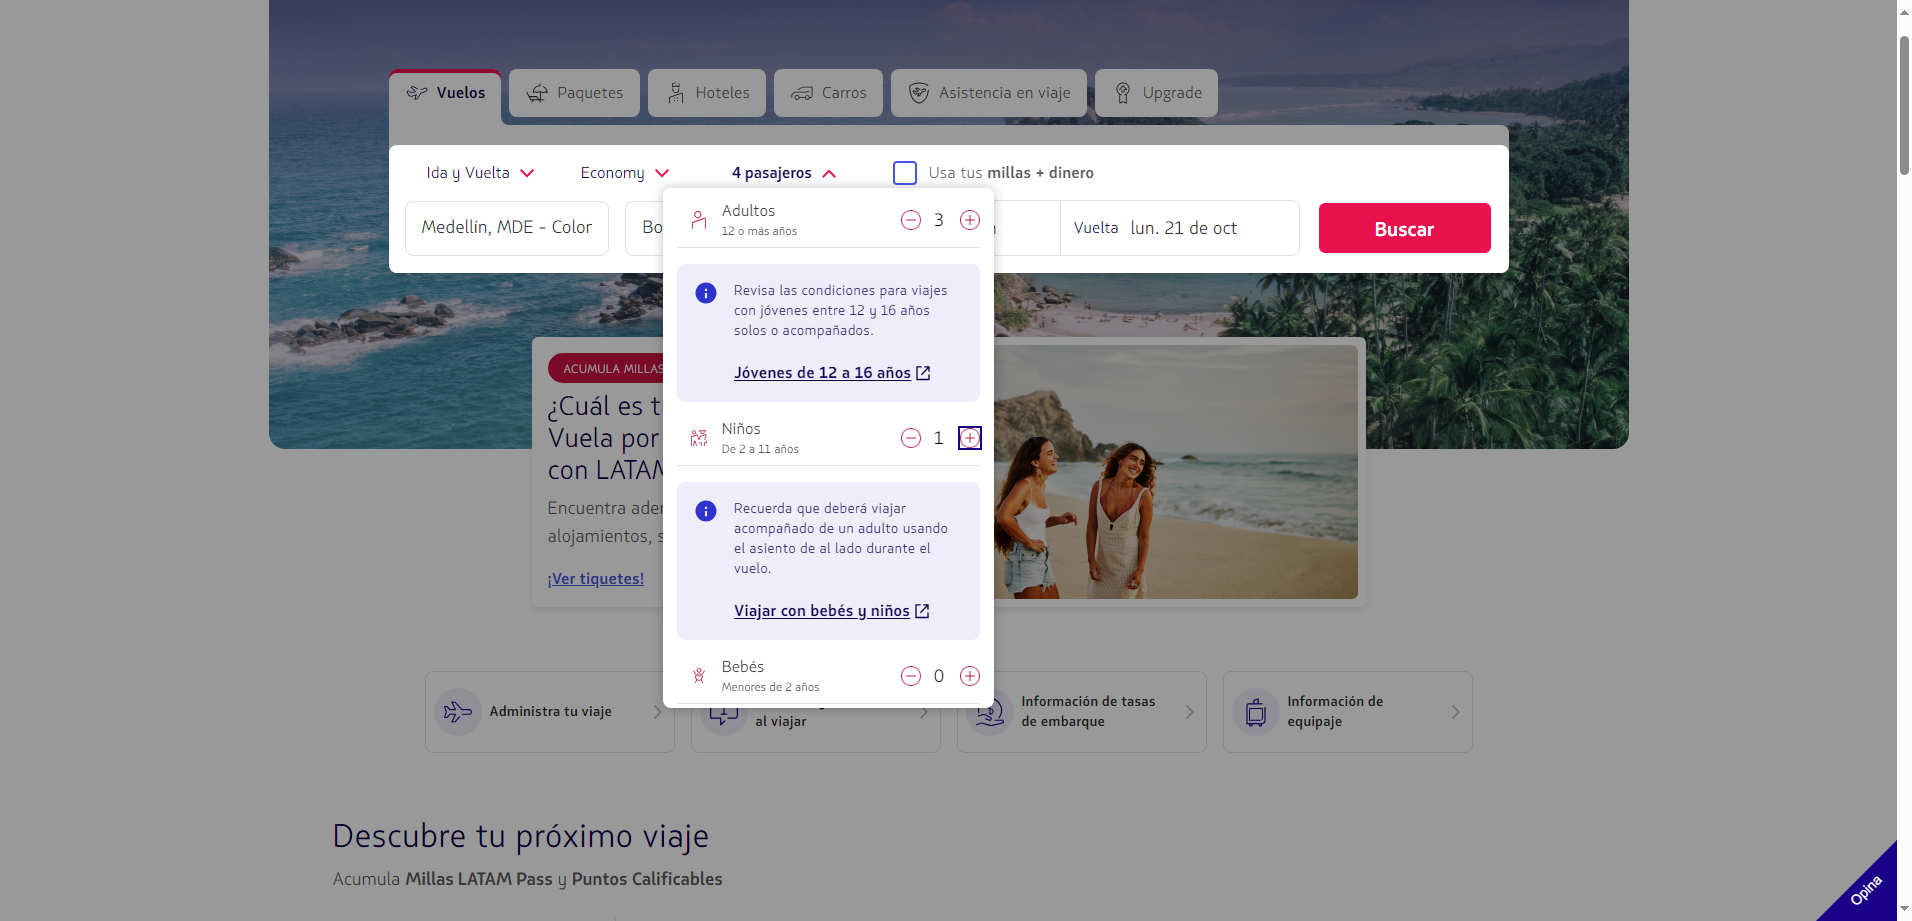 Vuelos
Paquetes
Hoteles
Carros
Asistencia en viaje
Upgrade
Ida y Vuelta
Economy
4 pasajeros
Usa tus millas + dinero
Medellín, MDE - Color
Bo
Vuelta lun. 21 de oct
Buscar
Adultos
12 o más años
3
Revisa las condiciones para viajes
con jóvenes entre 12 y 16 años
solos o acompañados.
Jóvenes de 12 a 16 años
Niños
De 2 a 11 años
1
Recuerda que deberá viajar
acompañado de un adulto usando
el asiento de al lado durante el
vuelo.
Viajar con bebés y niños
Bebés
Menores de 2 años
0
ACUMULA MILLAS
¿Cuál es t
Vuela por
con LATAM
Encuentra ade
alojamientos, s
¡Ver tiquetes!
Administra tu viaje
al viajar
Información de tasas
de embarque
Información de
equipaje
Descubre tu próximo viaje
Acumula Millas LATAM Pass y Puntos Calificables
Opina